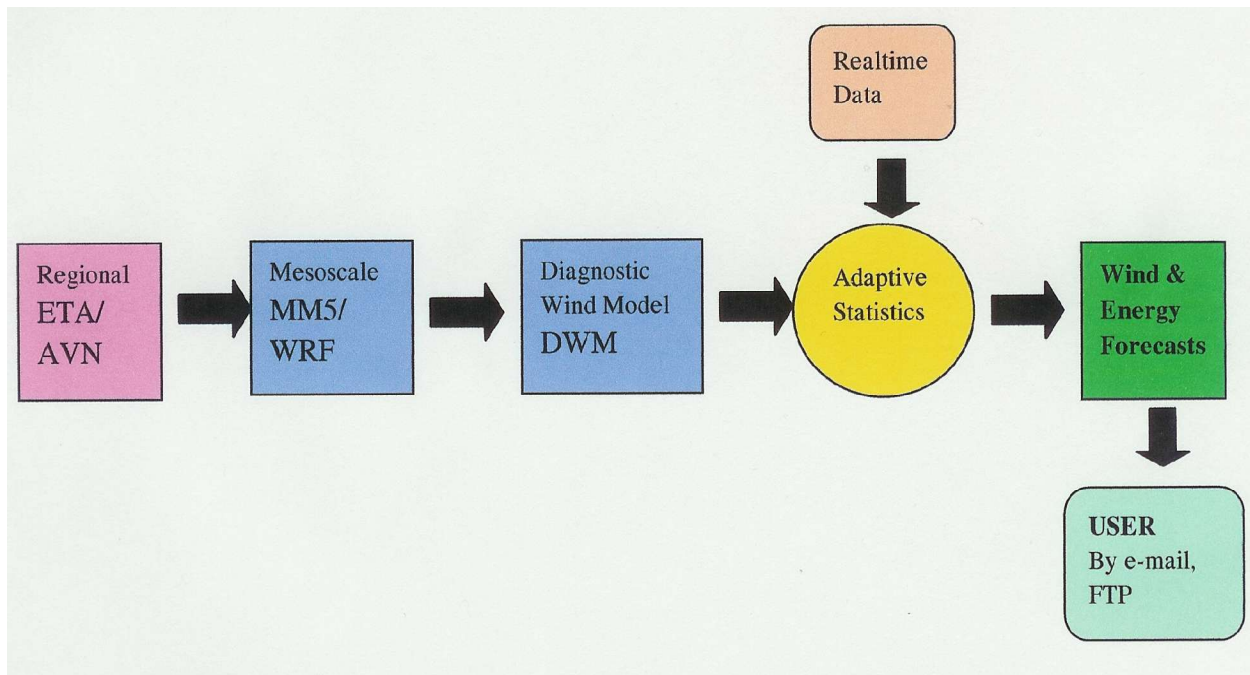 Realtime
Data
Regional
ETA/
AVN
Mesoscale
MM5/
WRF
Diagnostic
Wind Model
DWM
Adaptive
Statistics
Wind &
Energy
Forecasts
USER
By e-mail,
FTP